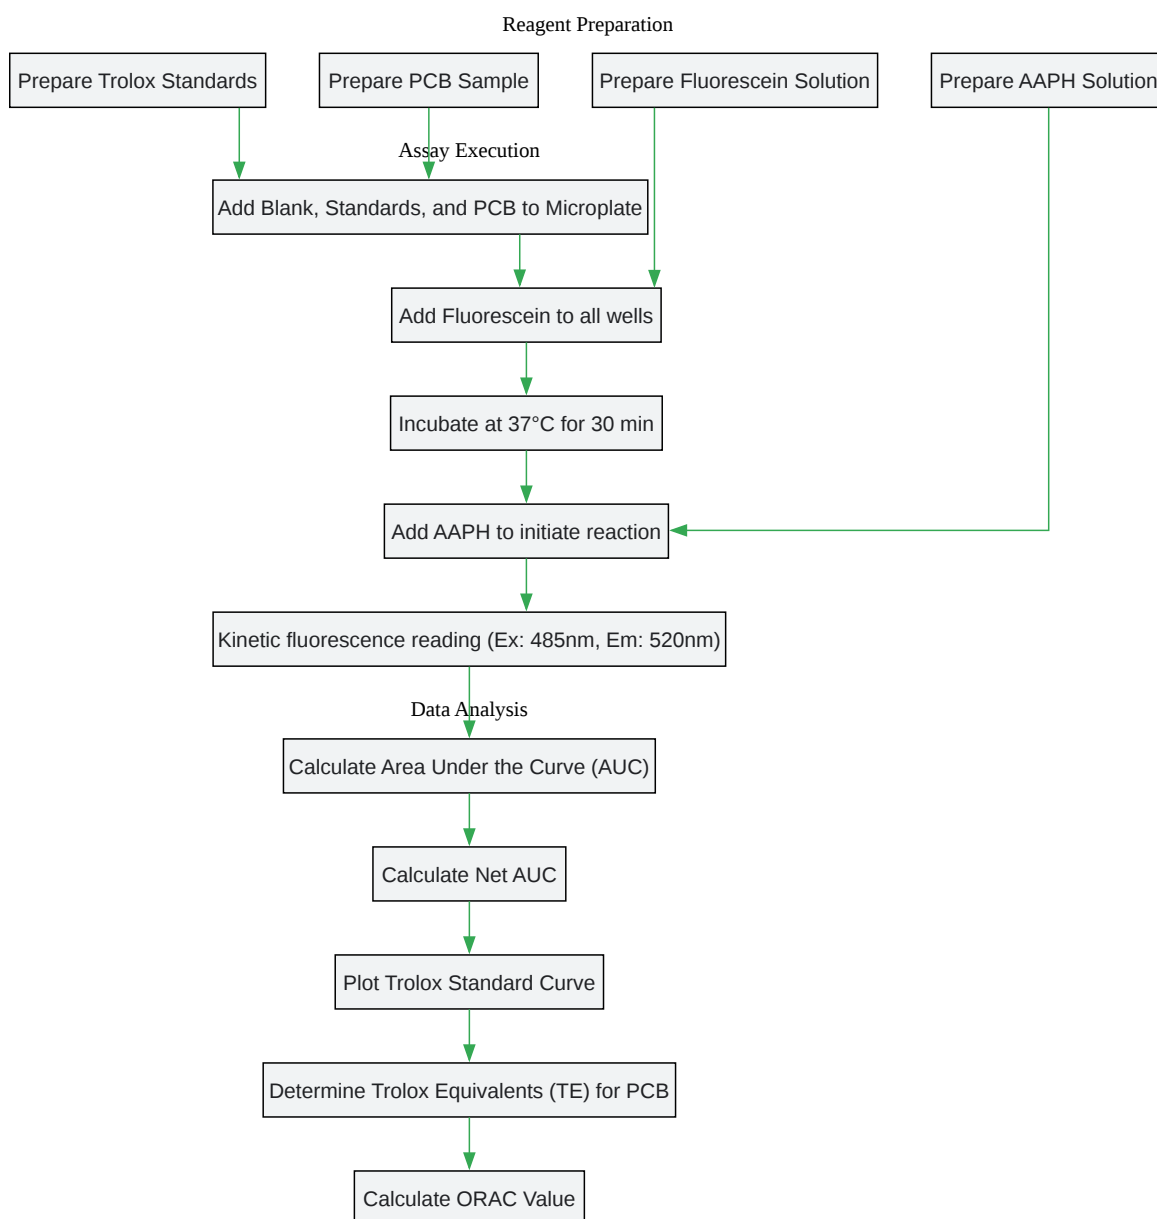 Reagent Preparation
Prepare Trolox Standards
Prepare PCB Sample
Prepare Fluorescein Solution
Prepare AAPH Solution
Assay Execution
Add Blank, Standards, and PCB to Microplate
Add Fluorescein to all wells
Incubate at 37°C for 30 min
Add AAPH to initiate reaction
Kinetic fluorescence reading (Ex: 485nm, Em: 520nm)
Data Analysis
Calculate Area Under the Curve (AUC)
Calculate Net AUC
Plot Trolox Standard Curve
Determine Trolox Equivalents (TE) for PCB
Calculate ORAC Value